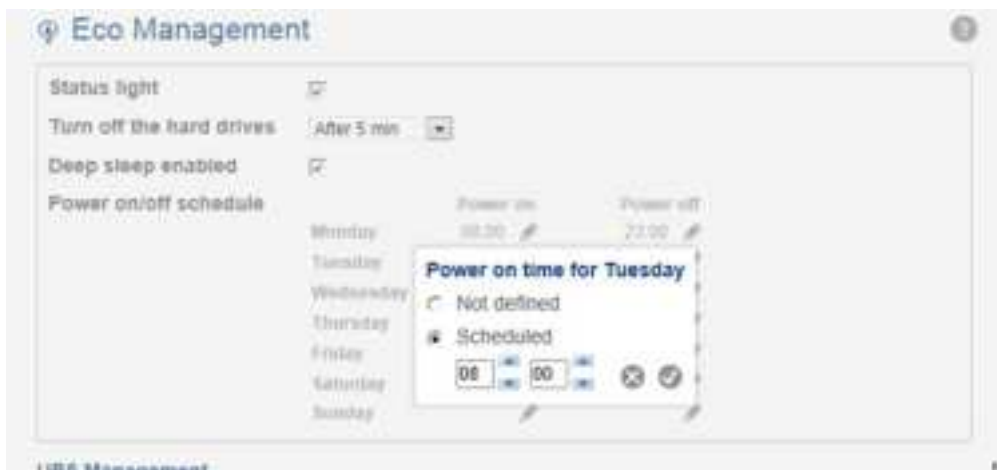 Eco Management
Status light
Turn off the hard drives After 5 min
Deep sleep enabled
Power on/off schedule Power on Power off
Monday
Tuesday
Wednesday
Thursday
Friday
Saturday
Sunday
Power on time for Tuesday
Not defined
Scheduled
00
Management